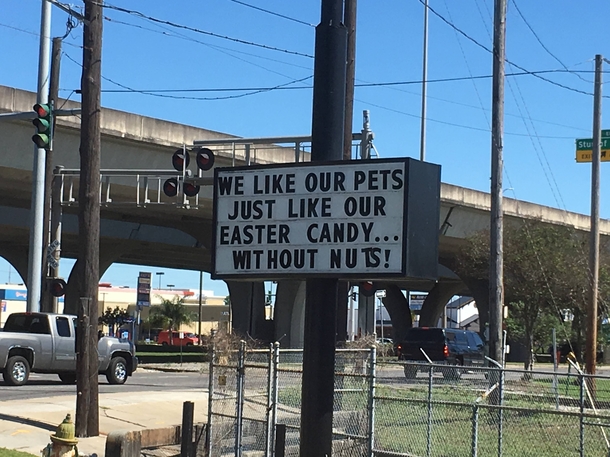 WE LIKE OUR PETS
JUST LIKE OUR
EASTER CANDY...
WITHOUT NUTS!